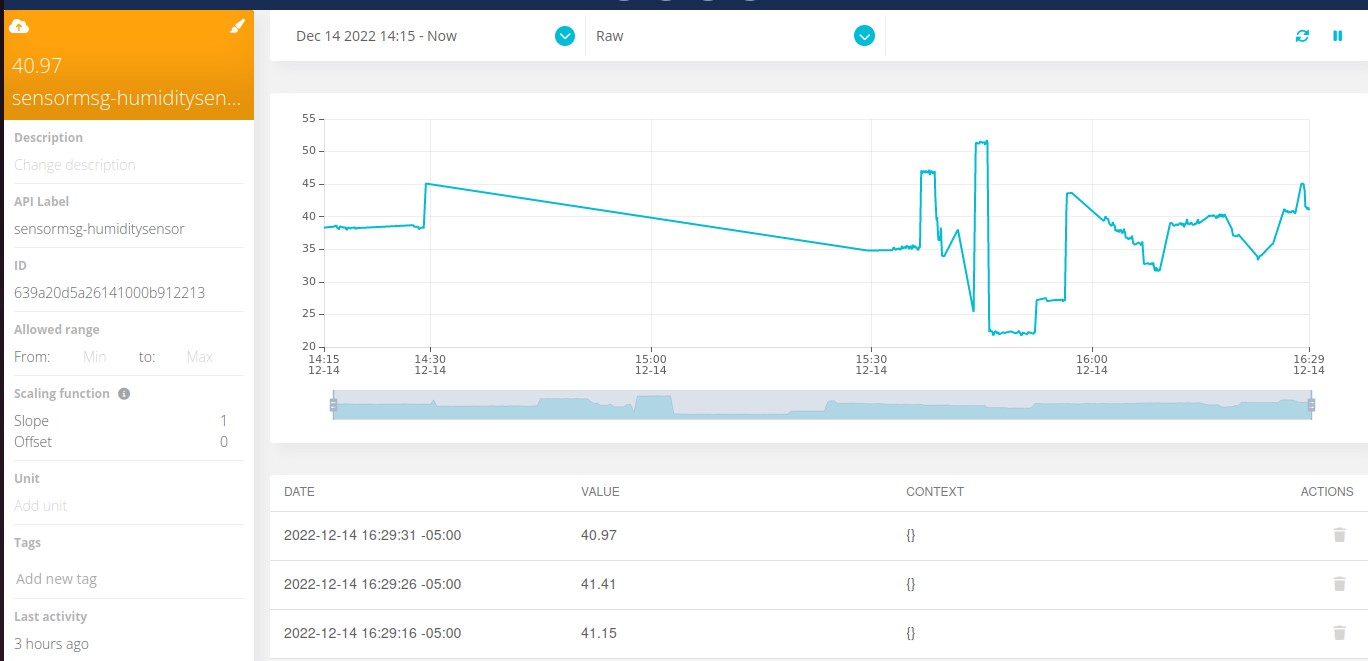 40.97
sensormsg-humiditysen...
Description
Change description
API Label
sensormsg-humiditysensor
ID
639a20d5a26141000b912213
Allowed range
From: Min to: Max
Scaling function
Slope 1
Offset 0
Unit
Add unit
Tags
Add new tag
Last activity
3 hours ago
Dec 14 2022 14:15 - Now Raw
55
50
45
40
35
30
25
20
14:15 14:30 15:00 15:30 16:00 16:29
12-14 12-14 12-14 12-14 12-14 12-14
DATE VALUE CONTEXT ACTIONS
2022-12-14 16:29:31 -05:00 40.97 {}
2022-12-14 16:29:26 -05:00 41.41 {}
2022-12-14 16:29:16 -05:00 41.15 {}